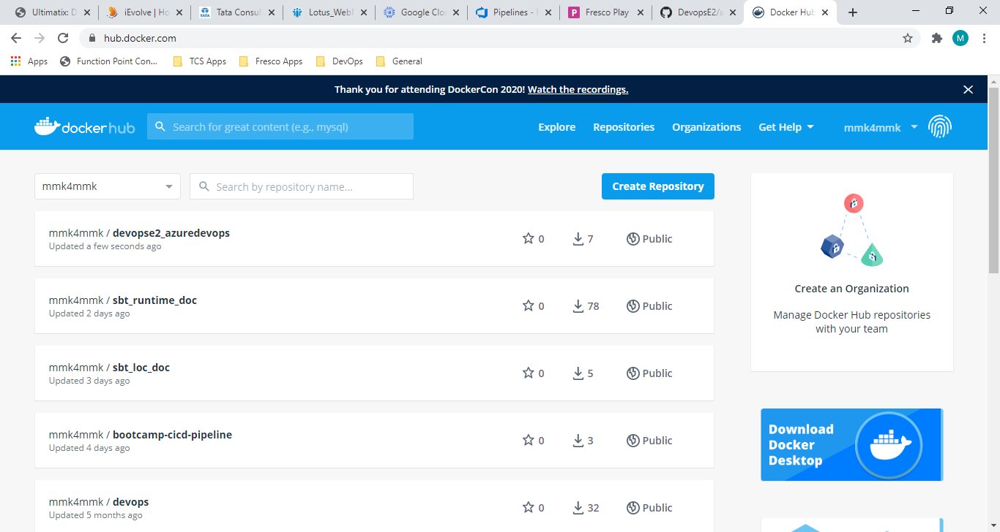 Ultimatix: D
iEvolve | Ho
Tata Consul
Lotus_Webh
Google Clo
Pipelines - F
Fresco Play
DevopsE2/a
Docker Hub
hub.docker.com
M
Apps
Function Point Con...
TCS Apps
Fresco Apps
DevOps
General
Thank you for attending DockerCon 2020! Watch the recordings.
docker hub
Search for great content (e.g., mysql)
Explore
Repositories
Organizations
Get Help
mmk4mmk
mmk4mmk
Search by repository name...
Create Repository
mmk4mmk / devopse2_azuredevops
Updated a few seconds ago
0
7
Public
mmk4mmk / sbt_runtime_doc
Updated 2 days ago
0
78
Public
mmk4mmk / sbt_loc_doc
Updated 3 days ago
0
5
Public
mmk4mmk / bootcamp-cicd-pipeline
Updated 4 days ago
0
3
Public
mmk4mmk / devops
Updated 5 months ago
0
32
Public
Create an Organization
Manage Docker Hub repositories
with your team
Download
Docker
Desktop